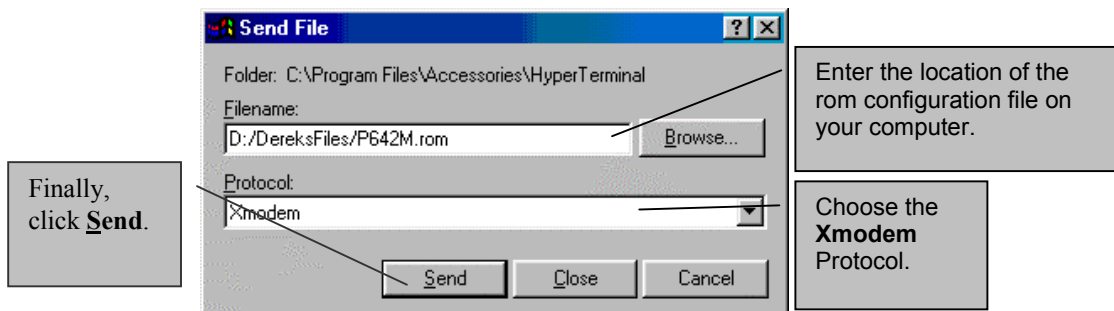 Send File
Folder: C:\Program Files\Accessories\HyperTerminal
Filename:
D:/DereksFiles/P642M.rom
Browse...
Protocol:
Xmodem
Send
Close
Cancel
Enter the location of the
rom configuration file on
your computer.
Choose the
Xmodem
Protocol.
Finally,
click Send.